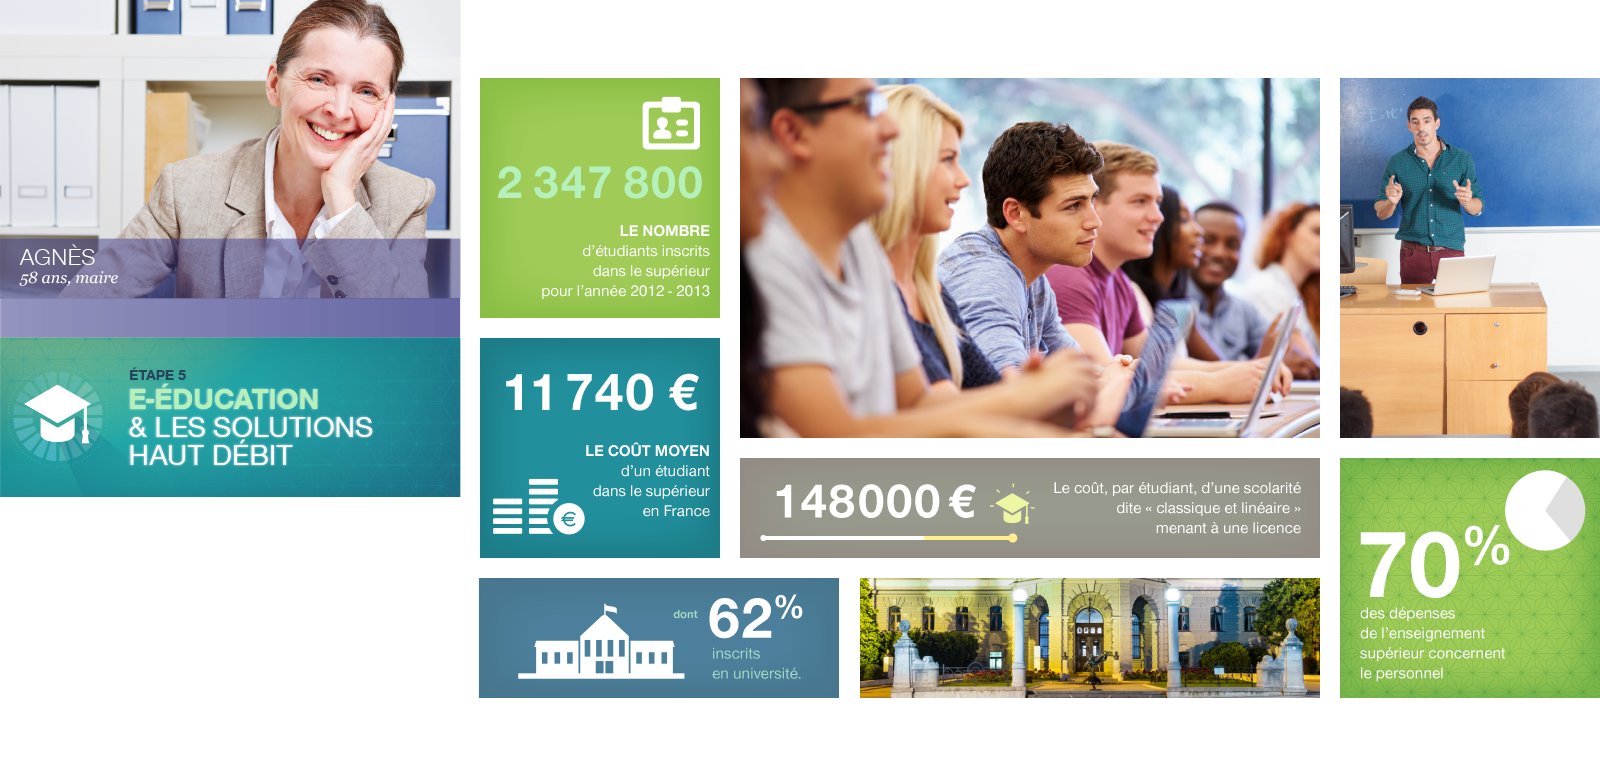 AGNÈS
58 ans, maire
ÉTAPE 5
E-ÉDUCATION
& LES SOLUTIONS
HAUT DÉBIT
2 347 800
LE NOMBRE
d'étudiants inscrits
dans le supérieur
pour l'année 2012 - 2013
11 740 €
LE COÛT MOYEN
d'un étudiant
dans le supérieur
en France
€
148000 €
Le coût, par étudiant, d'une scolarité
dite « classique et linéaire »
menant à une licence
dont 62%
inscrits
en université.
70%
des dépenses
de l'enseignement
supérieur concernent
le personnel